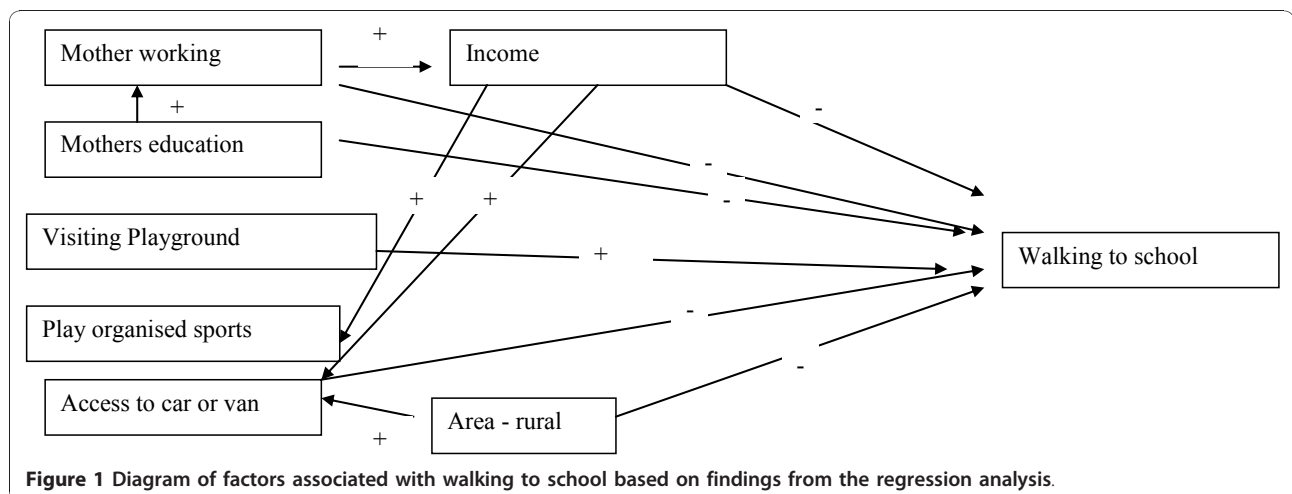 Mother working
+
Income
+
Mothers education
-
-
-
+
+
Visiting Playground
+
Walking to school
Play organised sports
-
-
Access to car or van
Area - rural
+
Figure 1 Diagram of factors associated with walking to school based on findings from the regression analysis.